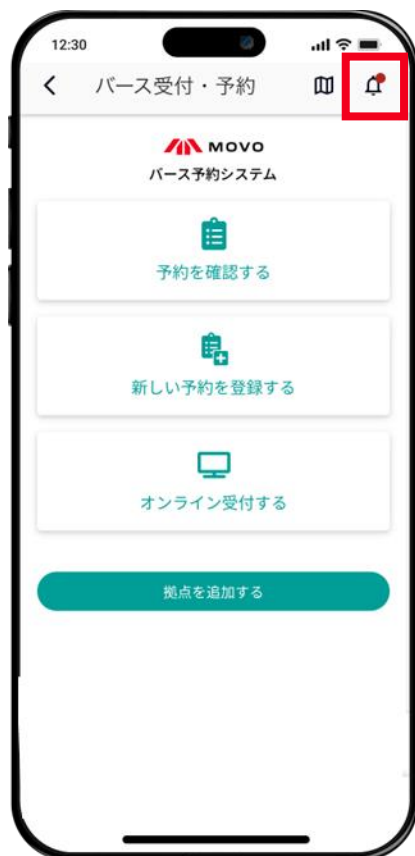 12:30
バース受付・予約
MOVO
バース予約システム
予約を確認する
新しい予約を登録する
オンライン受付する
拠点を追加する